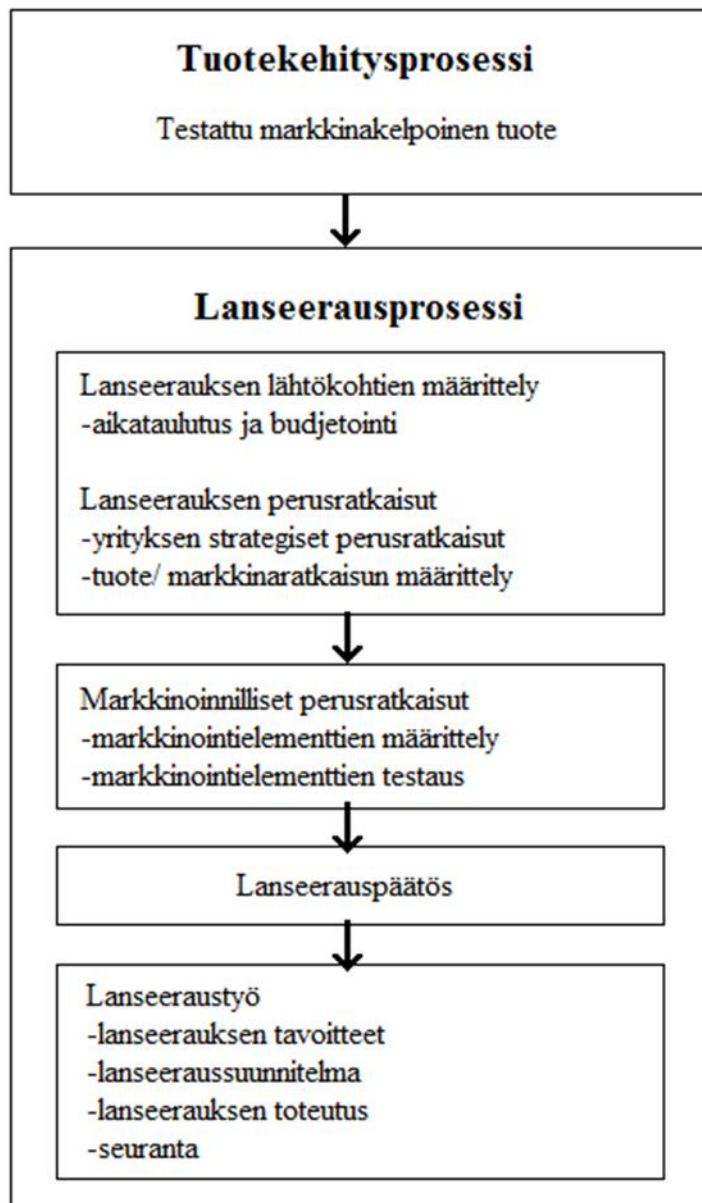 Tuotekehitysprosessi
Testattu markkinakelpoinen tuote
Lanseerausprosessi
Lanseerauksen lähtökohtien määrittely
-aikataulutus ja budjetointi
Lanseerauksen perusratkaisut
-yrityksen strategiset perusratkaisut
-tuote/ markkinaratkaisun määrittely
Markkinoinnilliset perusratkaisut
-markkinointielementtien määrittely
-markkinointielementtien testaus
Lanseerauspäätös
Lanseeraustyö
-lanseerauksen tavoitteet
-lanseeraussuunnitelma
-lanseerauksen toteutus
-seuranta